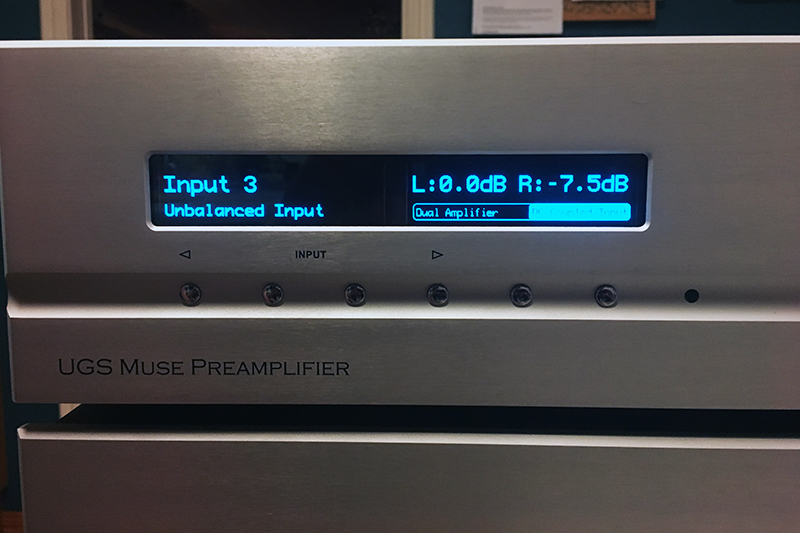 Input 3
L:0.0dB R:-7.5dB
Unbalanced Input
Dual Amplifier
INPUT
UGS MUSE PREAMPLIFIER